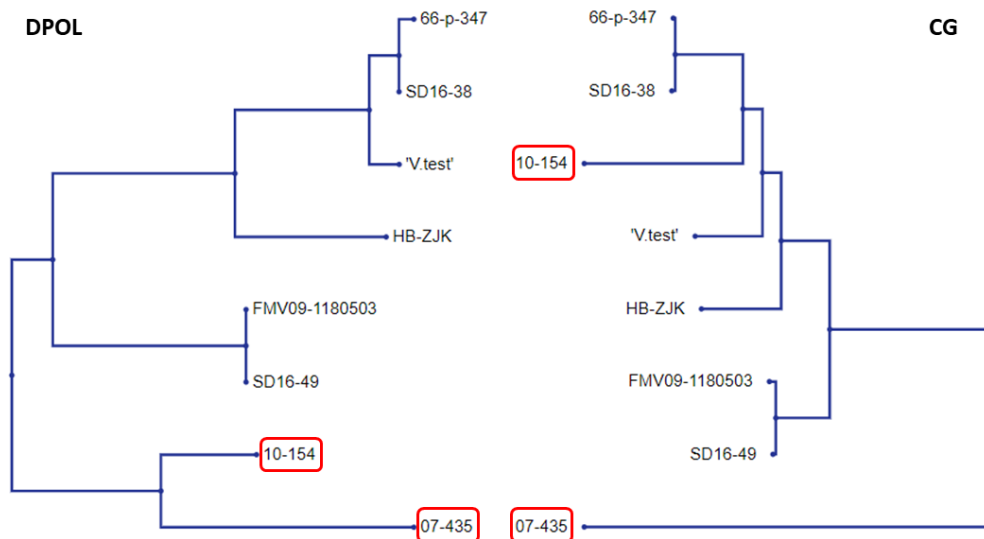 DPOL
CG
66-p-347
SD16-38
'V.test'
HB-ZJK
FMV09-1180503
SD16-49
10-154
07-435
66-p-347
SD16-38
10-154
'V.test'
HB-ZJK
FMV09-1180503
SD16-49
07-435